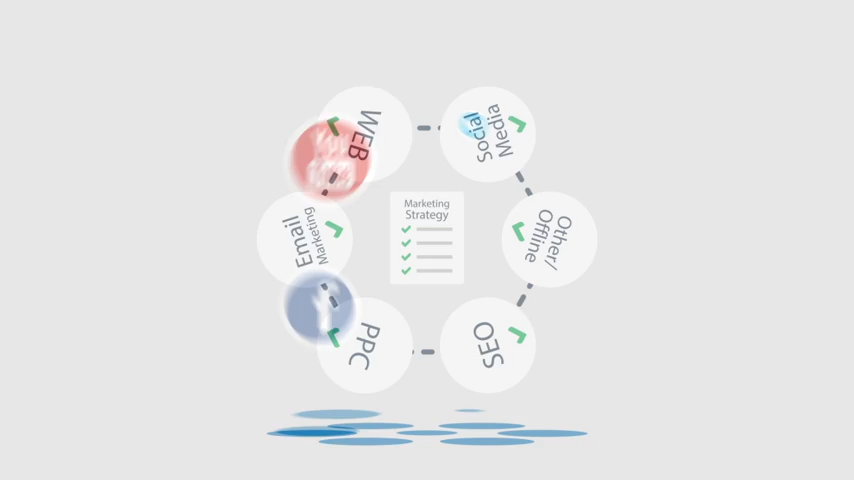 WEB
Social
Media
Email
Marketing
Marketing
Strategy
Other/
Offline
PPC
SEO